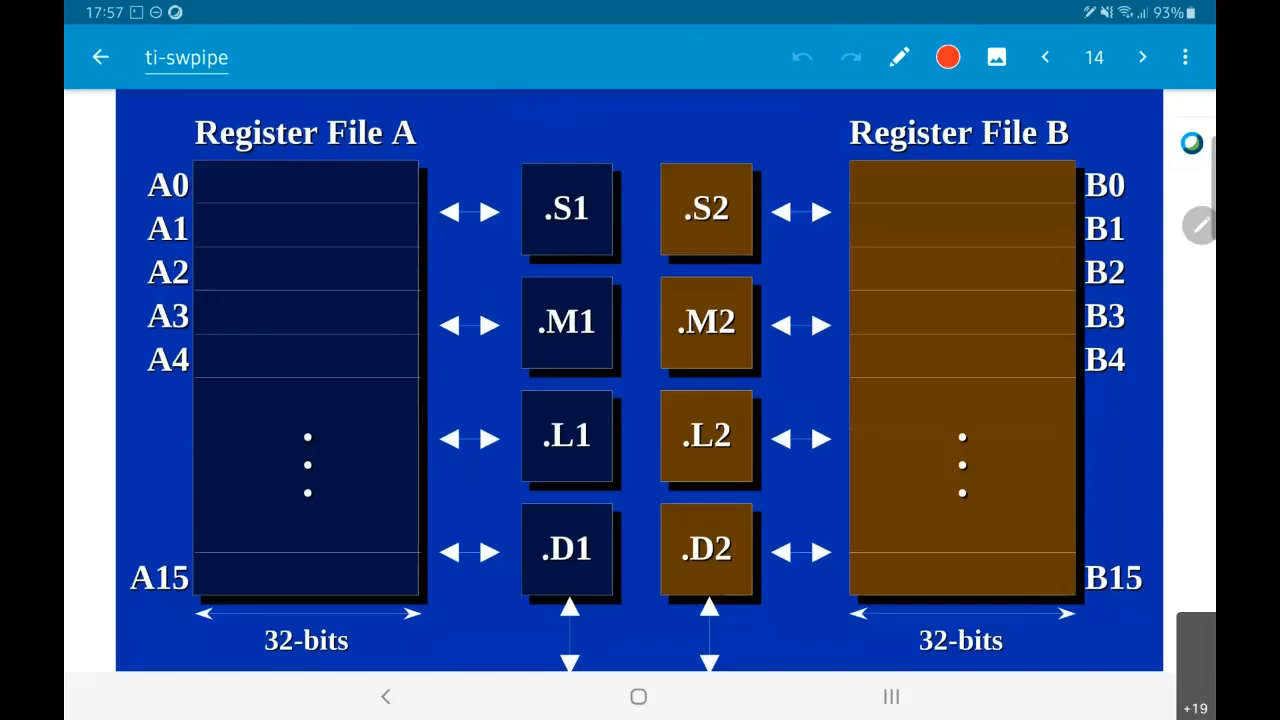 17:57
93%
ti-swpipe
14
Register File A
Register File B
A0
.S1
.S2
B0
A1
B1
A2
B2
A3
.M1
.M2
B3
A4
B4
.L1
.L2
.D1
.D2
A15
B15
32-bits
32-bits
+19